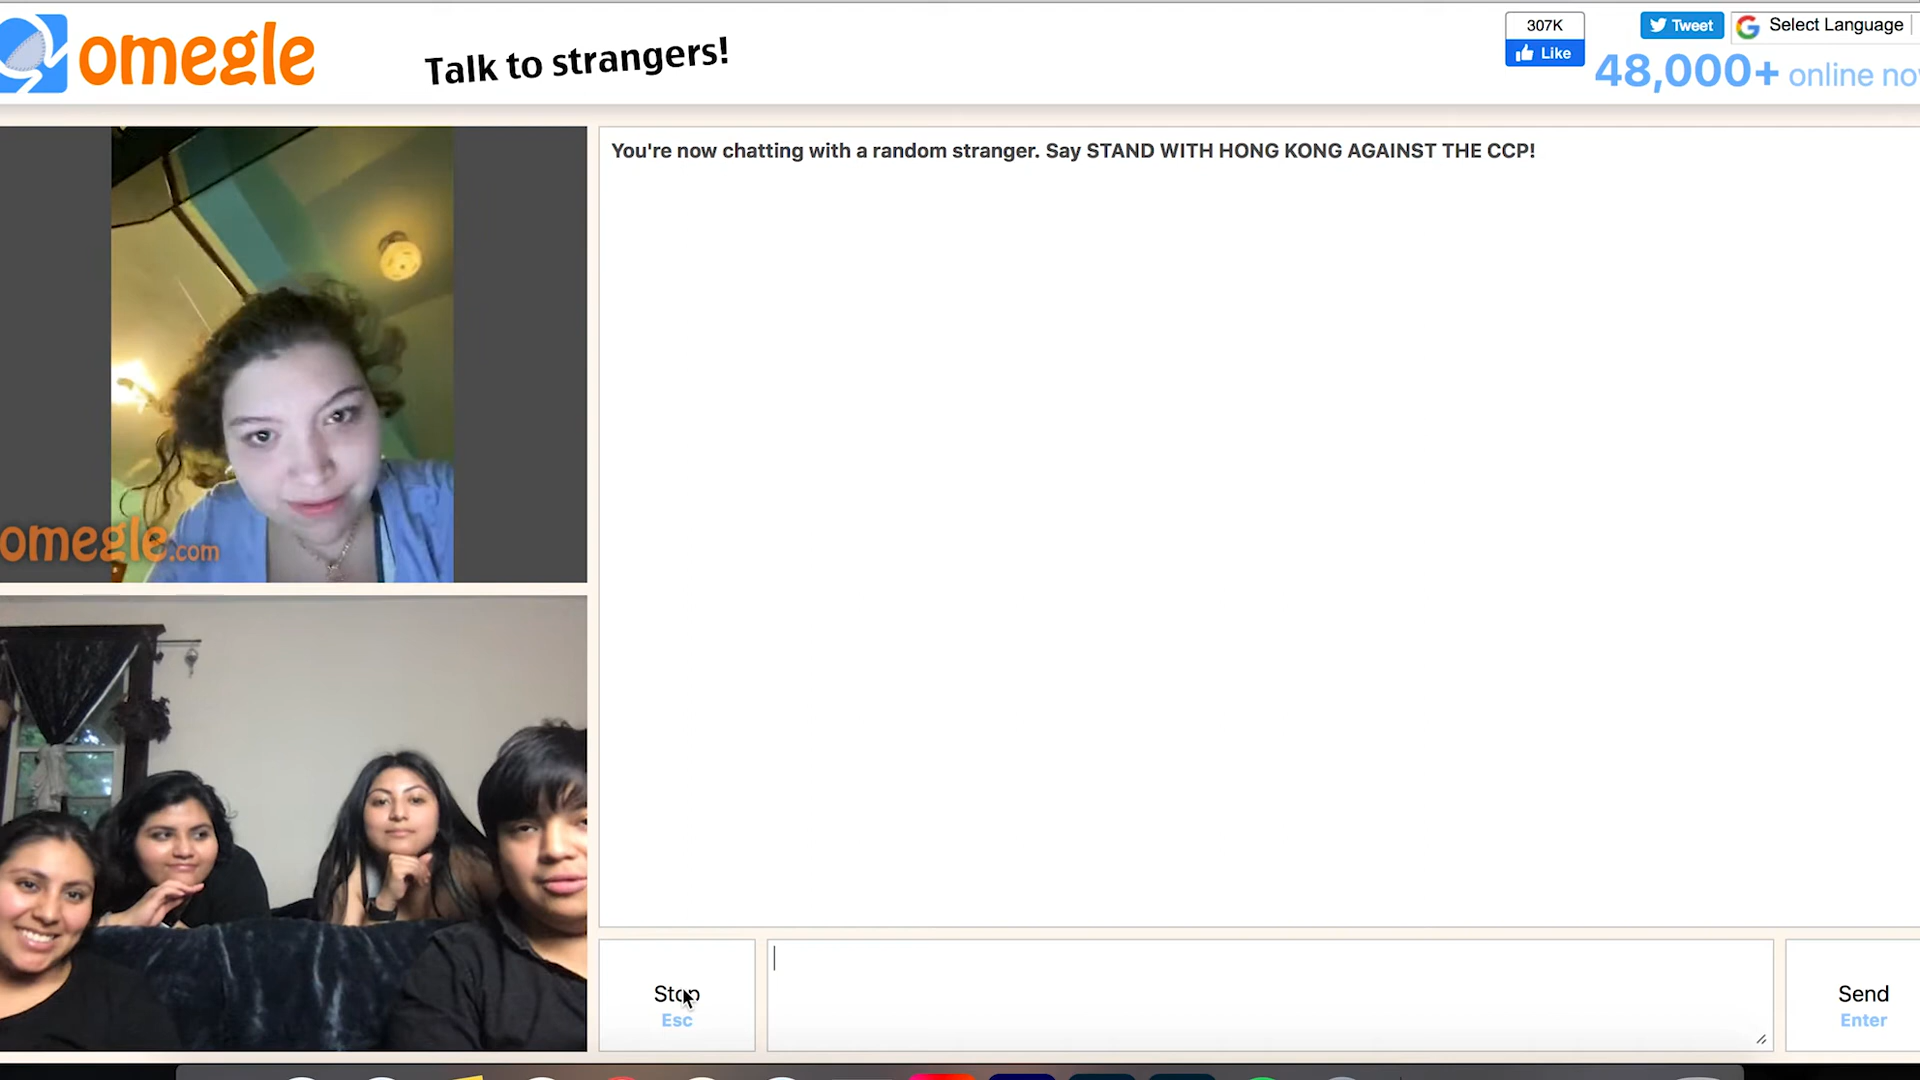 omegle
Talk to strangers!
307K
Like
Tweet
Select Language
48,000+ online no
You're now chatting with a random stranger. Say STAND WITH HONG KONG AGAINST THE CCP!
omegle.com
Stop
Esc
Send
Enter